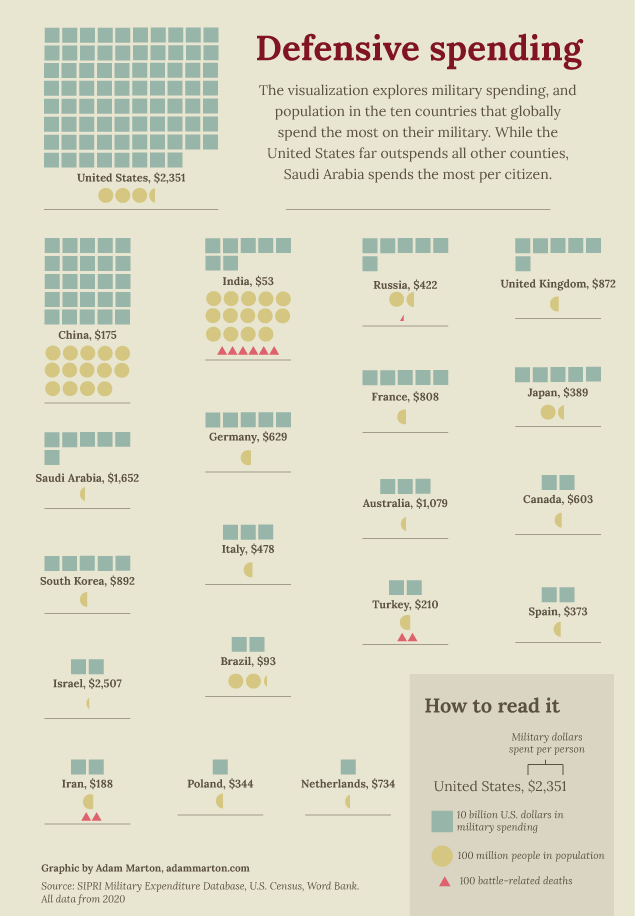 Defensive spending
The visualization explores military spending, and
population in the ten countries that globally
spend the most on their military. While the
United States far outspends all other counties,
Saudi Arabia spends the most per citizen.
United States, $2,351
China, $175
India, $53
Russia, $422
United Kingdom, $872
Saudi Arabia, $1,652
Germany, $629
France, $808
Japan, $389
South Korea, $892
Italy, $478
Australia, $1,079
Canada, $603
Israel, $2,507
Brazil, $93
Turkey, $210
Spain, $373
Iran, $188
Poland, $344
Netherlands, $734
How to read it
Military dollars
spent per person
United States, $2,351
10 billion U.S. dollars in
military spending
100 million people in population
100 battle-related deaths
Graphic by Adam Marton, adammarton.com
Source: SIPRI Military Expenditure Database, U.S. Census, Word Bank.
All data from 2020